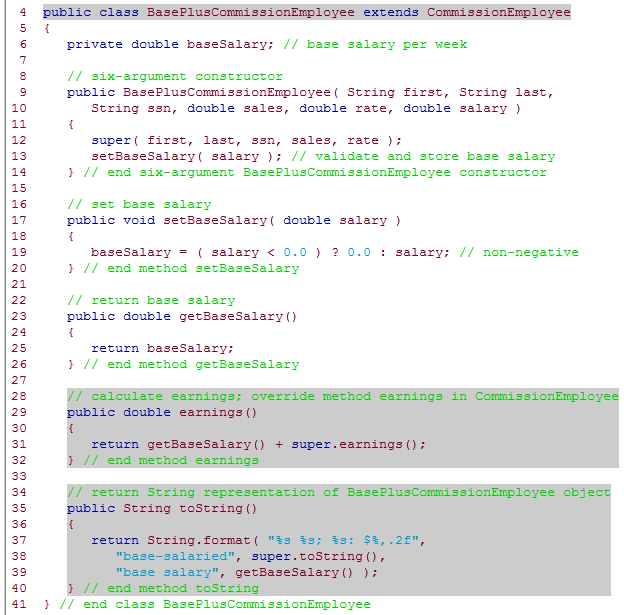 4 public class BasePlusCommissionEmployee extends CommissionEmployee
5 {
6 private double baseSalary; // base salary per week
7
8 // six-argument constructor
9 public BasePlusCommissionEmployee( String first, String last,
10 String ssn, double sales, double rate, double salary )
11 {
12 super( first, last, ssn, sales, rate );
13 setBaseSalary( salary ); // validate and store base salary
14 } // end six-argument BasePlusCommissionEmployee constructor
15
16 // set base salary
17 public void setBaseSalary( double salary )
18 {
19 baseSalary = ( salary < 0.0 ) ? 0.0 : salary; // non-negative
20 } // end method setBaseSalary
21
22 // return base salary
23 public double getBaseSalary()
24 {
25 return baseSalary;
26 } // end method getBaseSalary
27
28 // calculate earnings; override method earnings in CommissionEmployee
29 public double earnings()
30 {
31 return getBaseSalary() + super.earnings();
32 } // end method earnings
33
34 // return String representation of BasePlusCommissionEmployee object
35 public String toString()
36 {
37 return String.format( "%s %s; %s: $%,.2f",
38 "base-salaried", super.toString(),
39 "base salary", getBaseSalary() );
40 } // end method toString
41 } // end class BasePlusCommissionEmployee